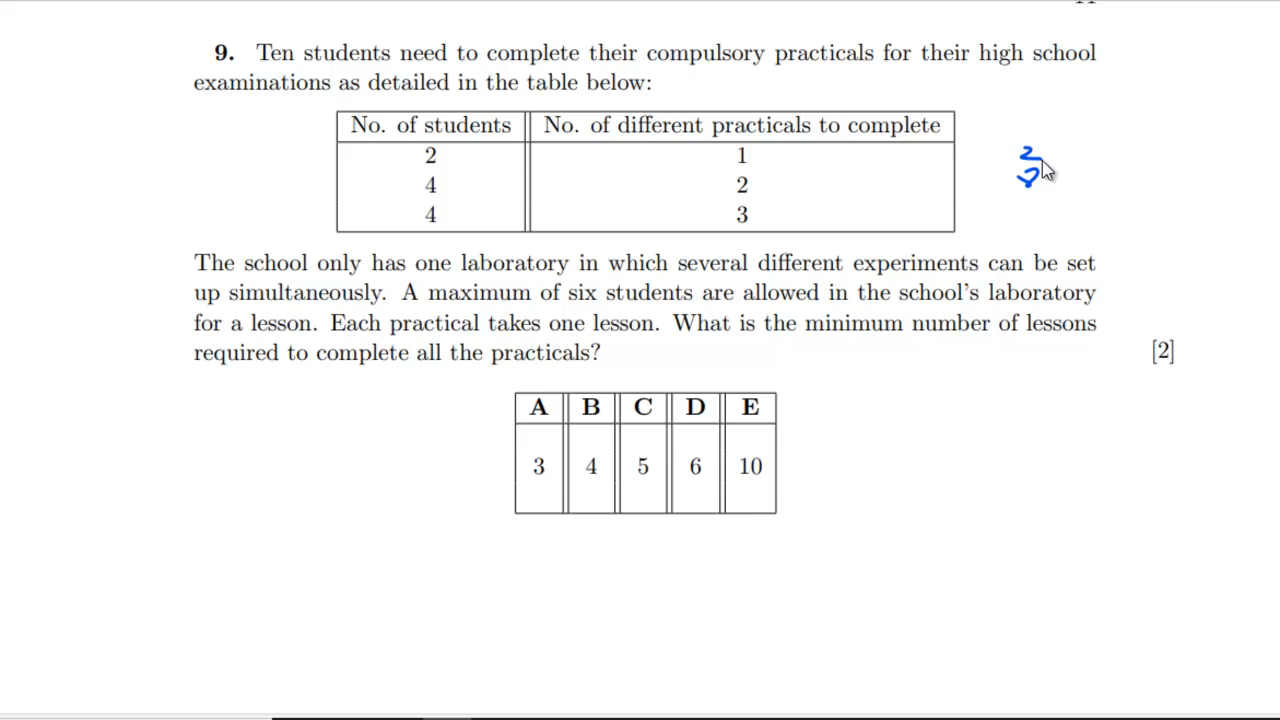 9. Ten students need to complete their compulsory practicals for their high school
examinations as detailed in the table below:
No. of students No. of different practicals to complete
2 1
4 2
4 3
2
The school only has one laboratory in which several different experiments can be set
up simultaneously. A maximum of six students are allowed in the school's laboratory
for a lesson. Each practical takes one lesson. What is the minimum number of lessons
required to complete all the practicals? [2]
A B C D E
3 4 5 6 10